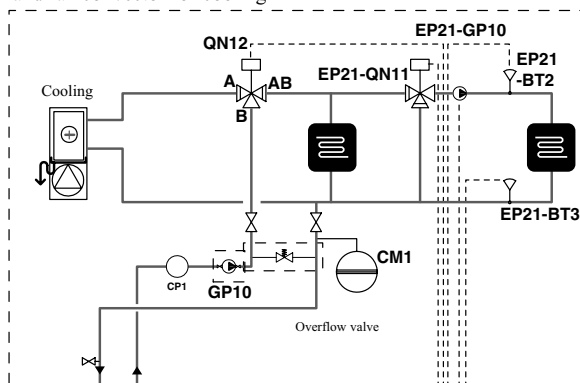 QN12
EP21-GP10
EP21
-BT2
A
AB
EP21-QN11
Cooling
B
EP21-BT3
CM1
CP1
GP10
Overflow valve